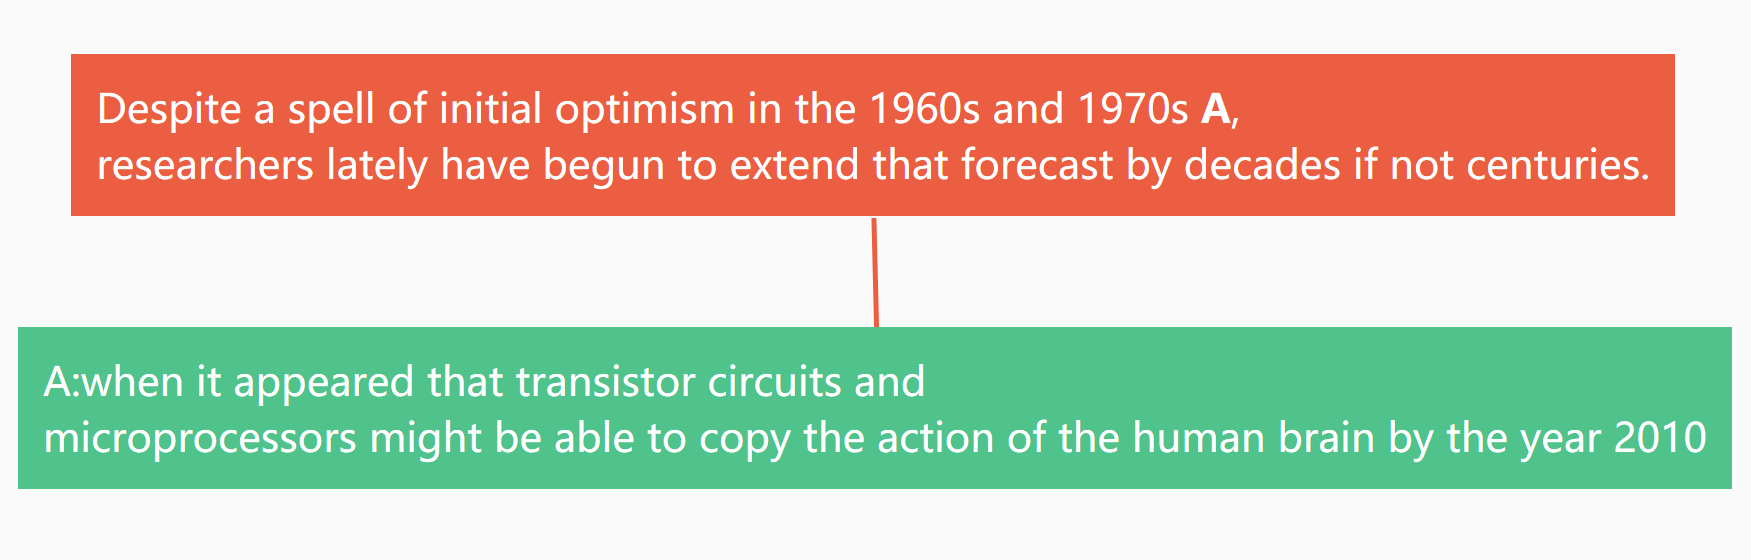 Despite a spell of initial optimism in the 1960s and 1970s A,
researchers lately have begun to extend that forecast by decades if not centuries.
A:when it appeared that transistor circuits and
microprocessors might be able to copy the action of the human brain by the year 2010